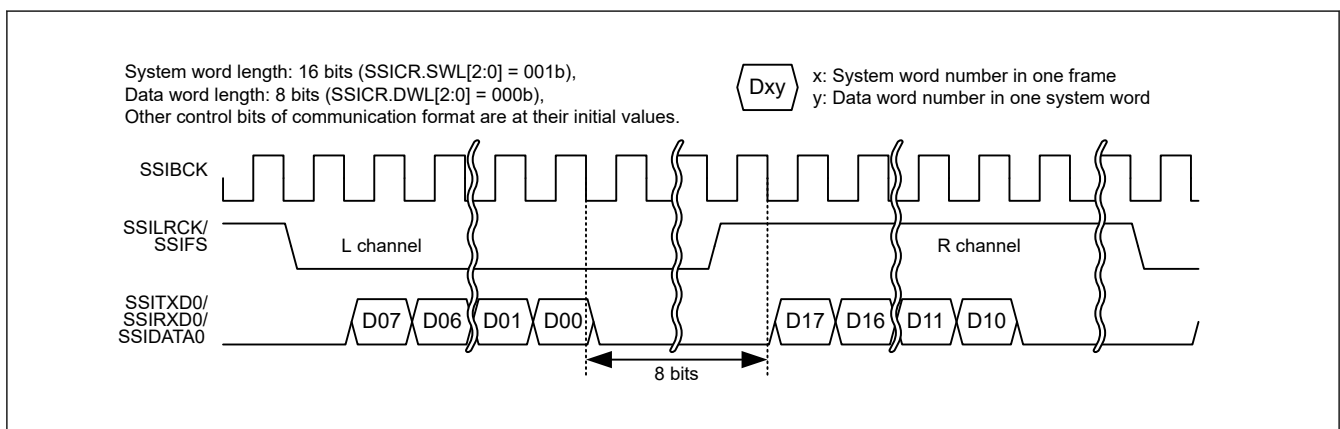 System word length: 16 bits (SSICR.SWL[2:0] = 001b),
Data word length: 8 bits (SSICR.DWL[2:0] = 000b),
Other control bits of communication format are at their initial values.
Dxy
x: System word number in one frame
y: Data word number in one system word
SSIBCK
SSILRCK/
SSIFS
L channel
R channel
SSITXD0/
SSIRXD0/
SSIDATA0
D07 D06 D01 D00 D17 D16 D11 D10
8 bits